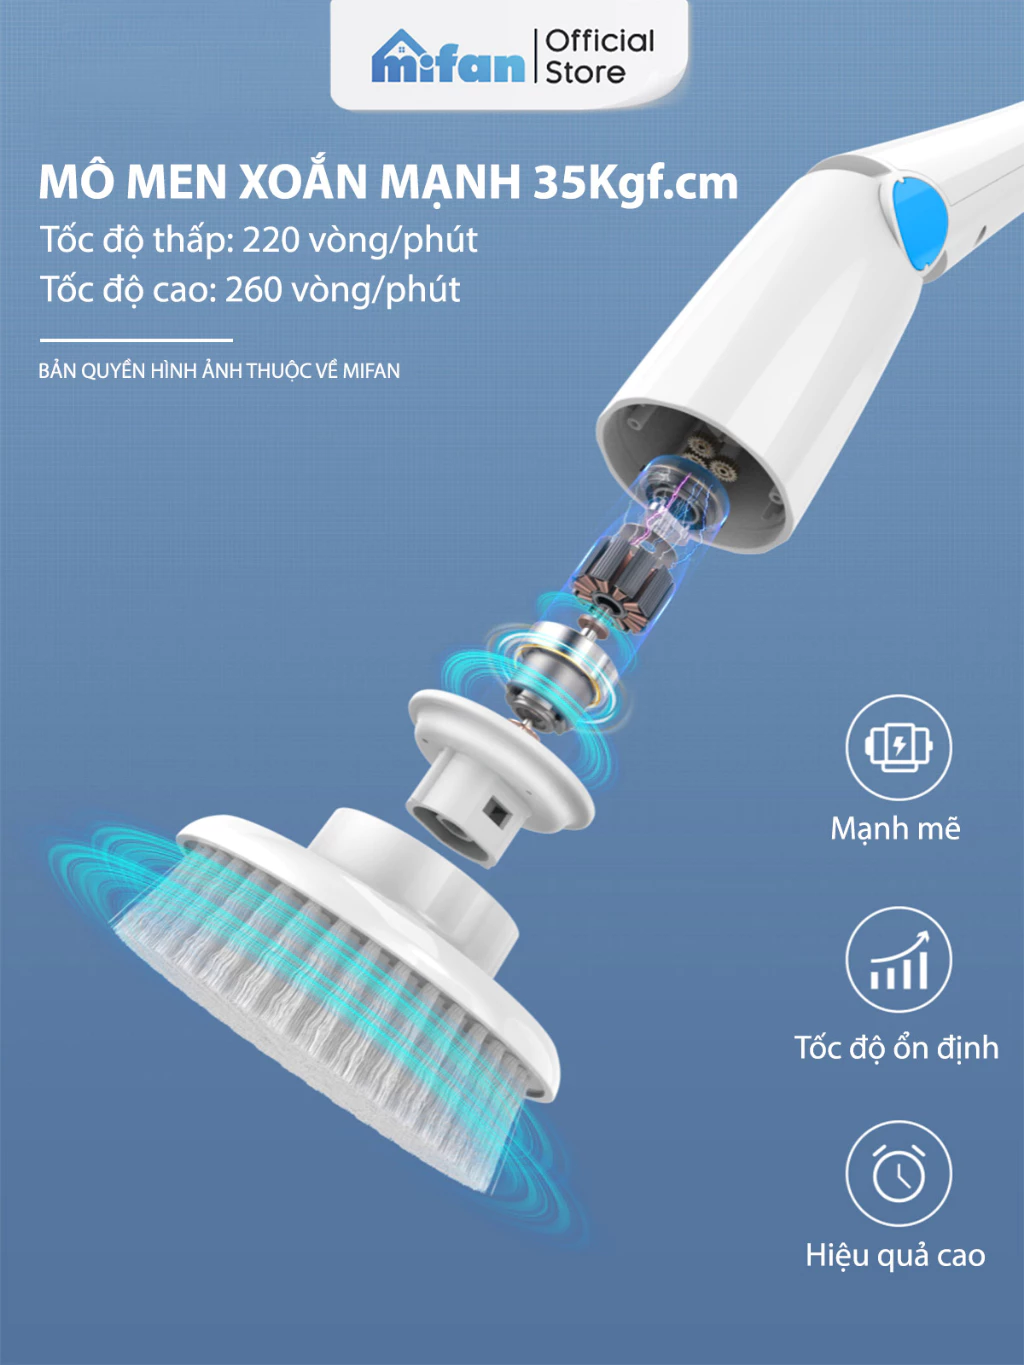 mifan
Official
Store
MÔ MEN XOẮN MẠNH 35Kgf.cm
Tốc độ thấp: 220 vòng/phút
Tốc độ cao: 260 vòng/phút
BẢN QUYỀN HÌNH ẢNH THUỘC VỀ MIFAN
Mạnh mẽ
Tốc độ ổn định
Hiệu quả cao